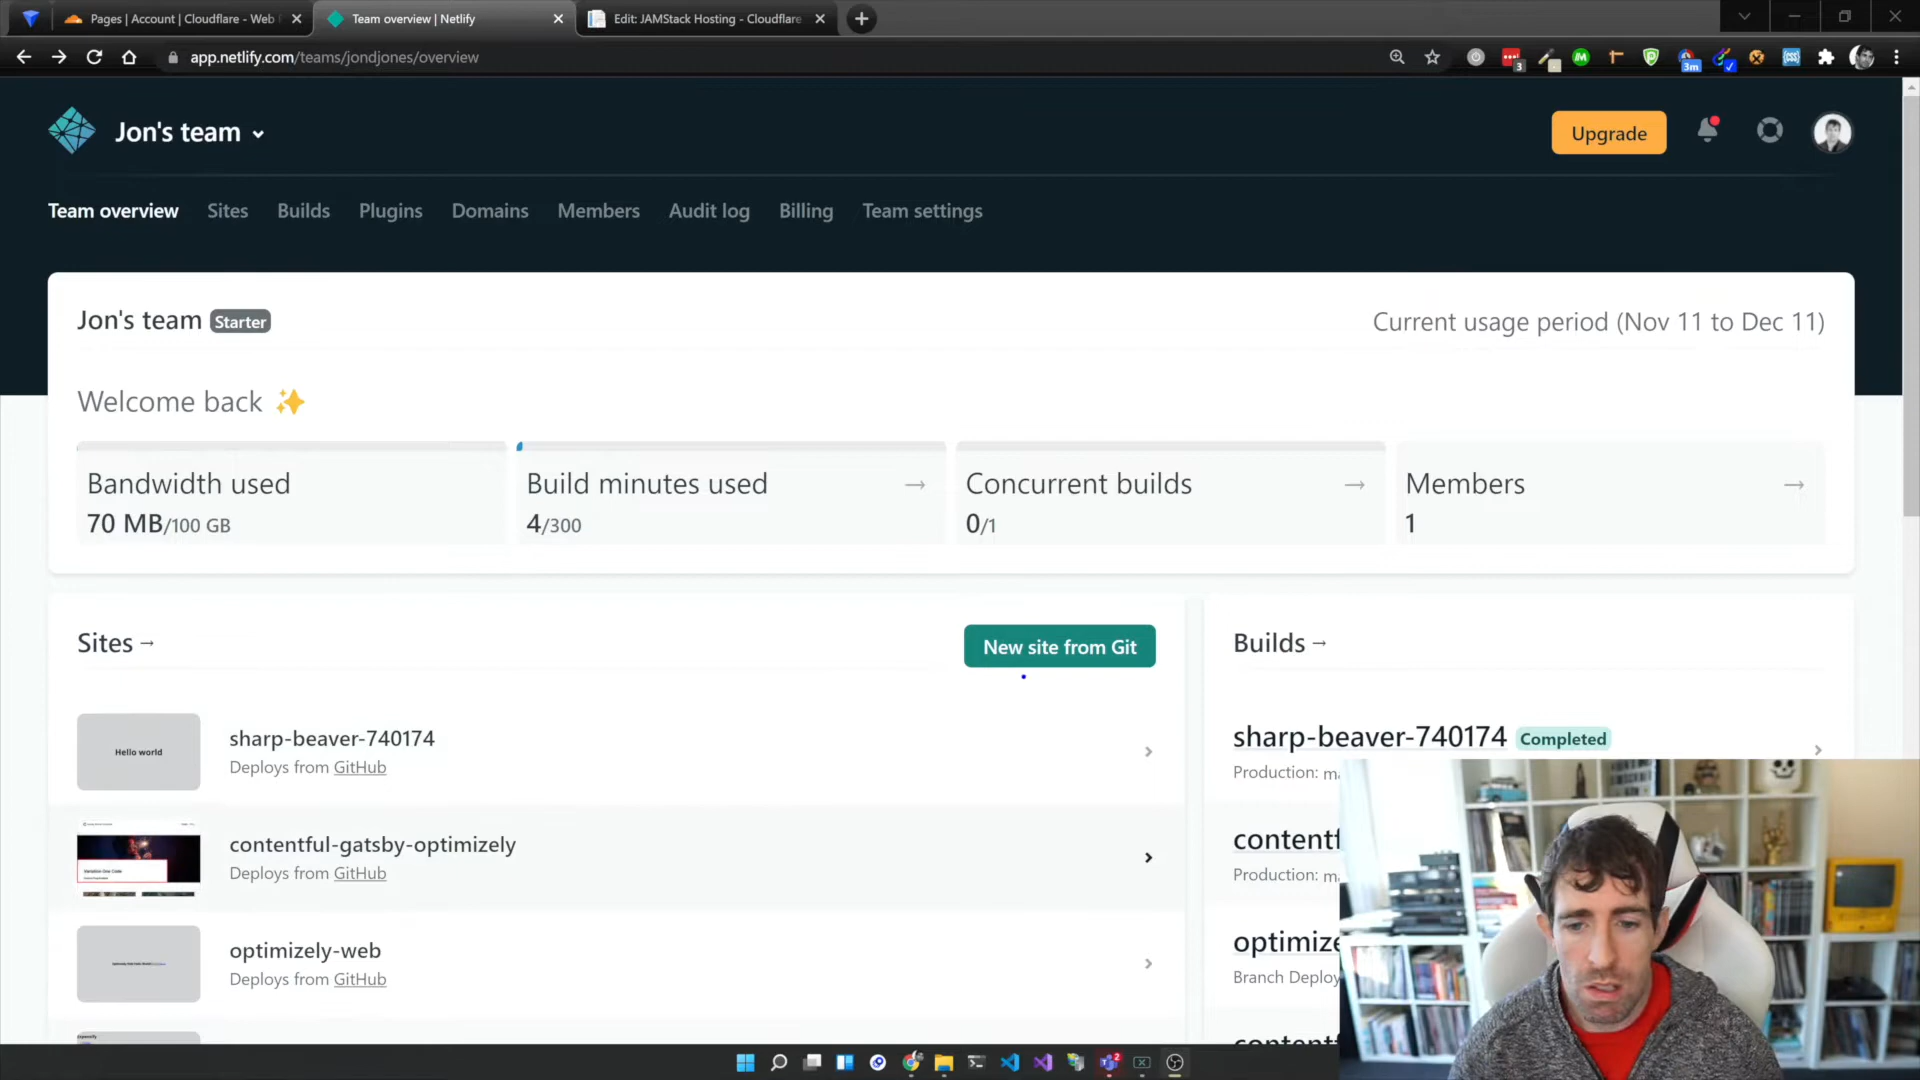 Pages | Account | Cloudflare - Web
Team overview | Netlify
Edit: JAMStack Hosting - Cloudflare
app.netlify.com/teams/jondjones/overview
3
3m
Jon's team
Upgrade
Team overview
Sites
Builds
Plugins
Domains
Members
Audit log
Billing
Team settings
Jon's team
Starter
Current usage period (Nov 11 to Dec 11)
Welcome back ✨
Bandwidth used
70 MB/100 GB
Build minutes used →
4/300
Concurrent builds →
0/1
Members →
1
Sites →
New site from Git
Hello world
sharp-beaver-740174
Deploys from GitHub
contentful-gatsby-optimizely
Deploys from GitHub
optimizely-web
Deploys from GitHub
Builds →
sharp-beaver-740174 Completed
Production: ma
contentf
Production: ma
optimize
Branch Deploy